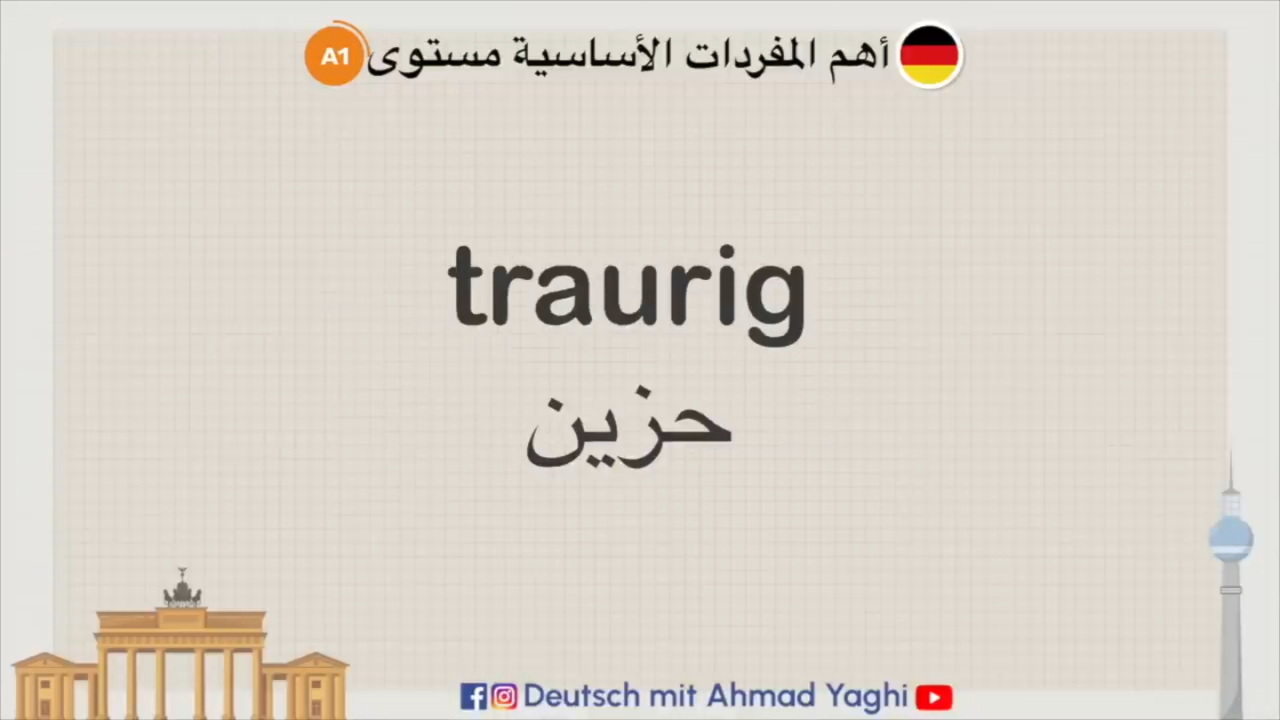 أهم المفردات الأساسية مستوى A1
traurig
حزين
Deutsch mit Ahmad Yaghi